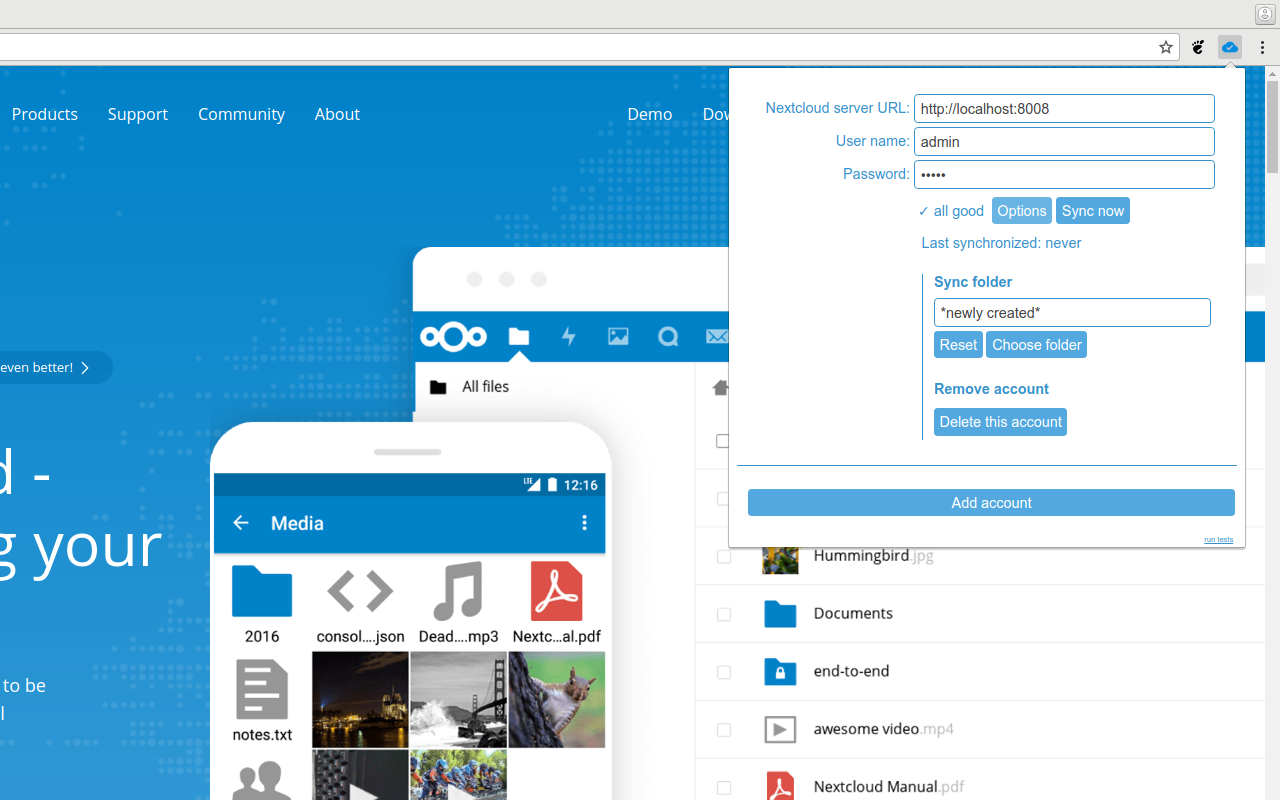 Products Support Community About Demo Dow
Nextcloud server URL: http://localhost:8008
User name: admin
Password: •••••
✓ all good Options Sync now
Last synchronized: never
Sync folder
*newly created*
Reset Choose folder
Remove account
Delete this account
Add account
run tests
even better!
d -
g your
to be
l
All files
LTE 12:16
Media
2016 consol....json Dead....mp3 Nextc...al.pdf
notes.txt
Hummingbird.jpg
Documents
end-to-end
awesome video.mp4
Nextcloud Manual.pdf